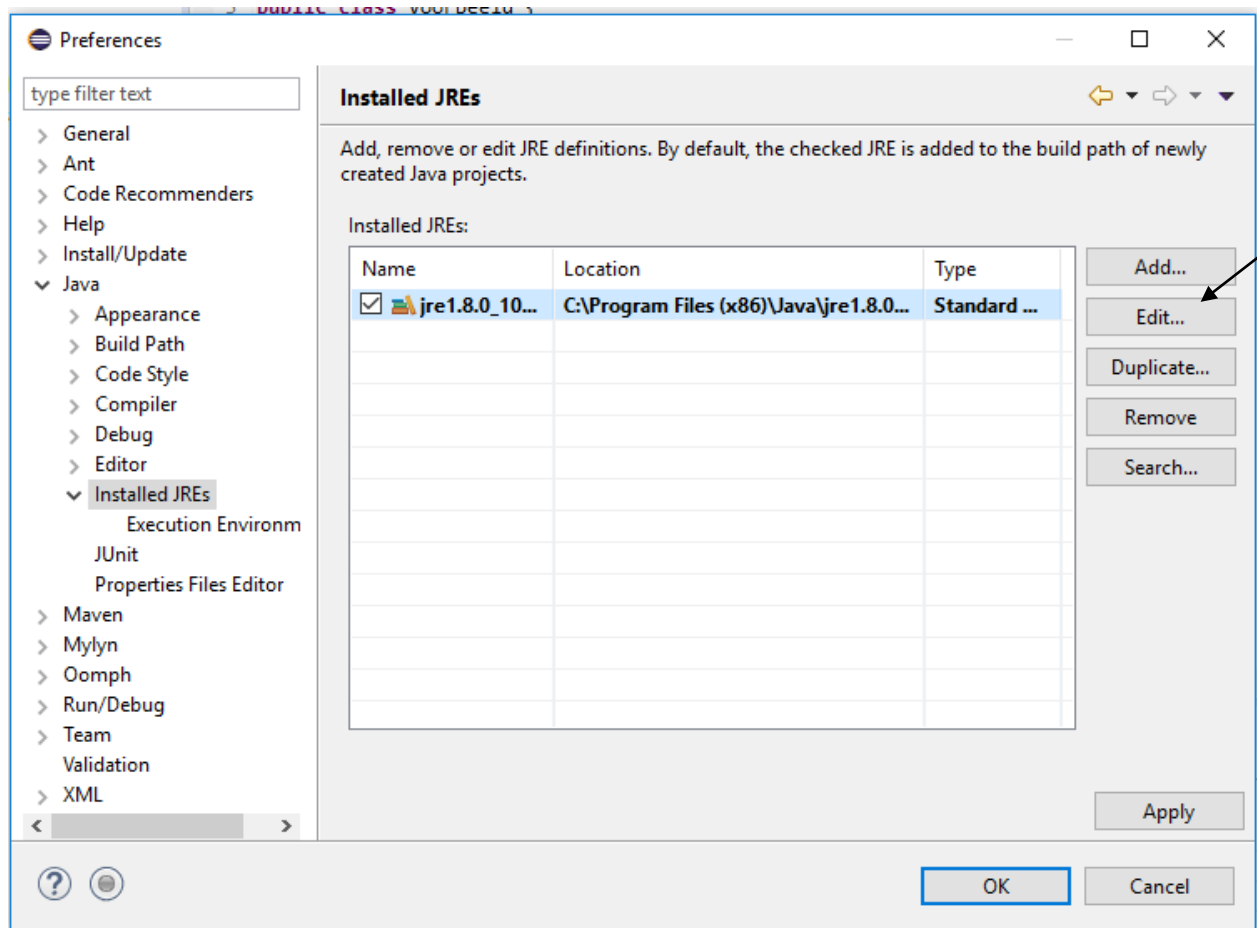 public class Voorbeeld {
Preferences
type filter text
General
Ant
Code Recommenders
Help
Install/Update
Java
Appearance
Build Path
Code Style
Compiler
Debug
Editor
Installed JREs
Execution Environm
JUnit
Properties Files Editor
Maven
Mylyn
Oomph
Run/Debug
Team
Validation
XML
Installed JREs
Add, remove or edit JRE definitions. By default, the checked JRE is added to the build path of newly
created Java projects.
Installed JREs:
Name Location Type
jre1.8.0_10... C:\Program Files (x86)\Java\jre1.8.0... Standard ...
Add...
Edit...
Duplicate...
Remove
Search...
Apply
OK Cancel